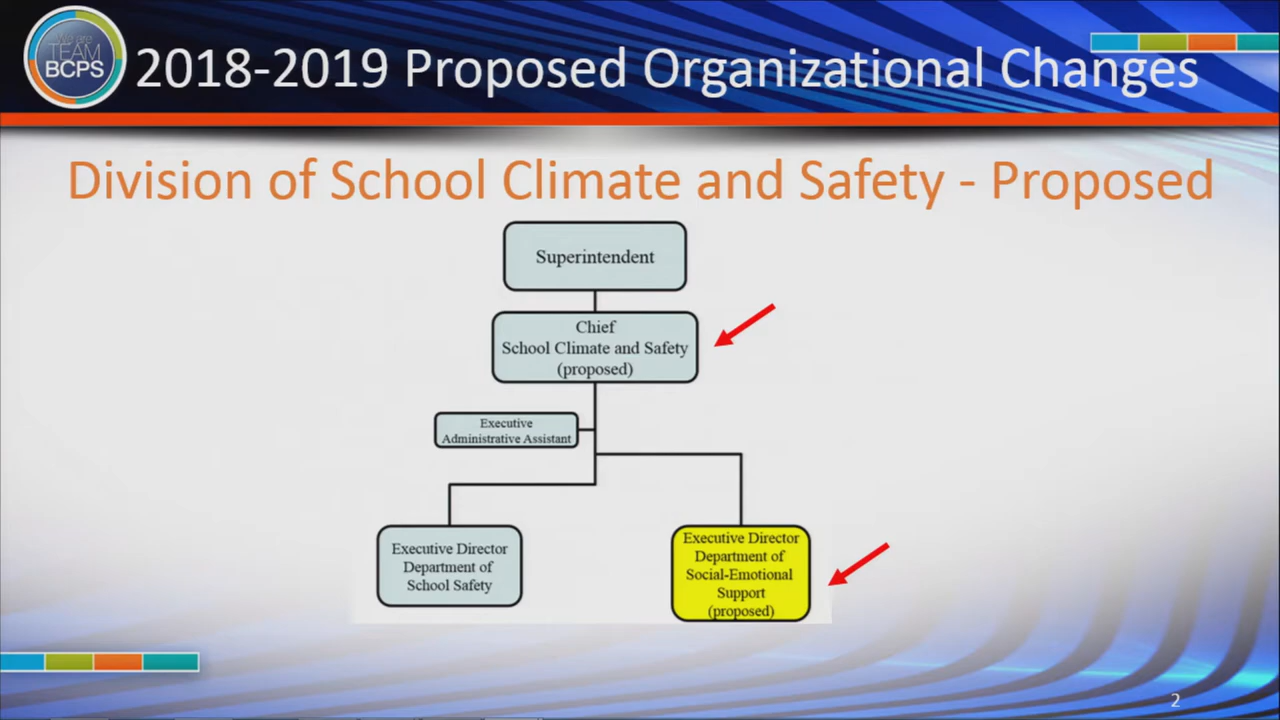 We are
TEAM
BCPS
2018-2019 Proposed Organizational Changes
Division of School Climate and Safety - Proposed
Superintendent
Chief
School Climate and Safety
(proposed)
Executive
Administrative Assistant
Executive Director
Department of
School Safety
Executive Director
Department of
Social-Emotional
Support
(proposed)
2